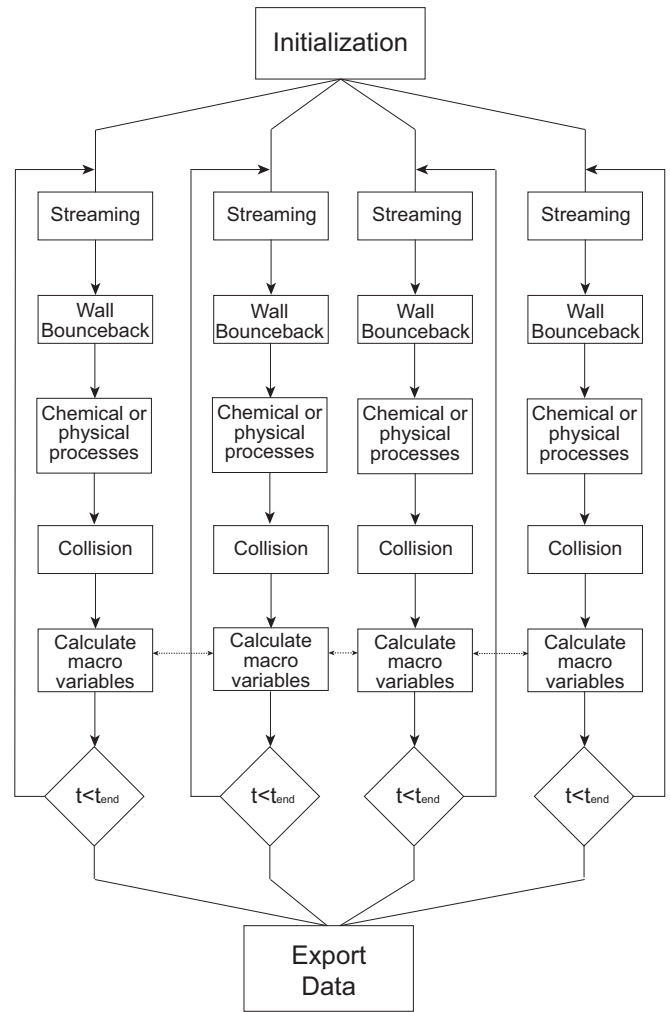 Initialization
Streaming
Streaming
Streaming
Streaming
Wall
Bounceback
Wall
Bounceback
Wall
Bounceback
Wall
Bounceback
Chemical or
physical
processes
Chemical or
physical
processes
Chemical or
physical
processes
Chemical or
physical
processes
Collision
Collision
Collision
Collision
Calculate
macro
variables
Calculate
macro
variables
Calculate
macro
variables
Calculate
macro
variables
t<tend
t<tend
t<tend
t<tend
Export
Data